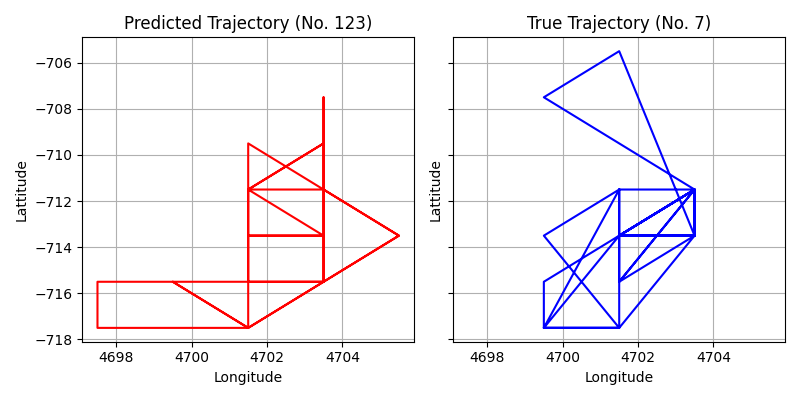 Predicted Trajectory (No. 123)
True Trajectory (No. 7)
Lattitude
−706
−708
−710
−712
−714
−716
−718
4698
4700
4702
4704
Longitude
Lattitude
4698
4700
4702
4704
Longitude